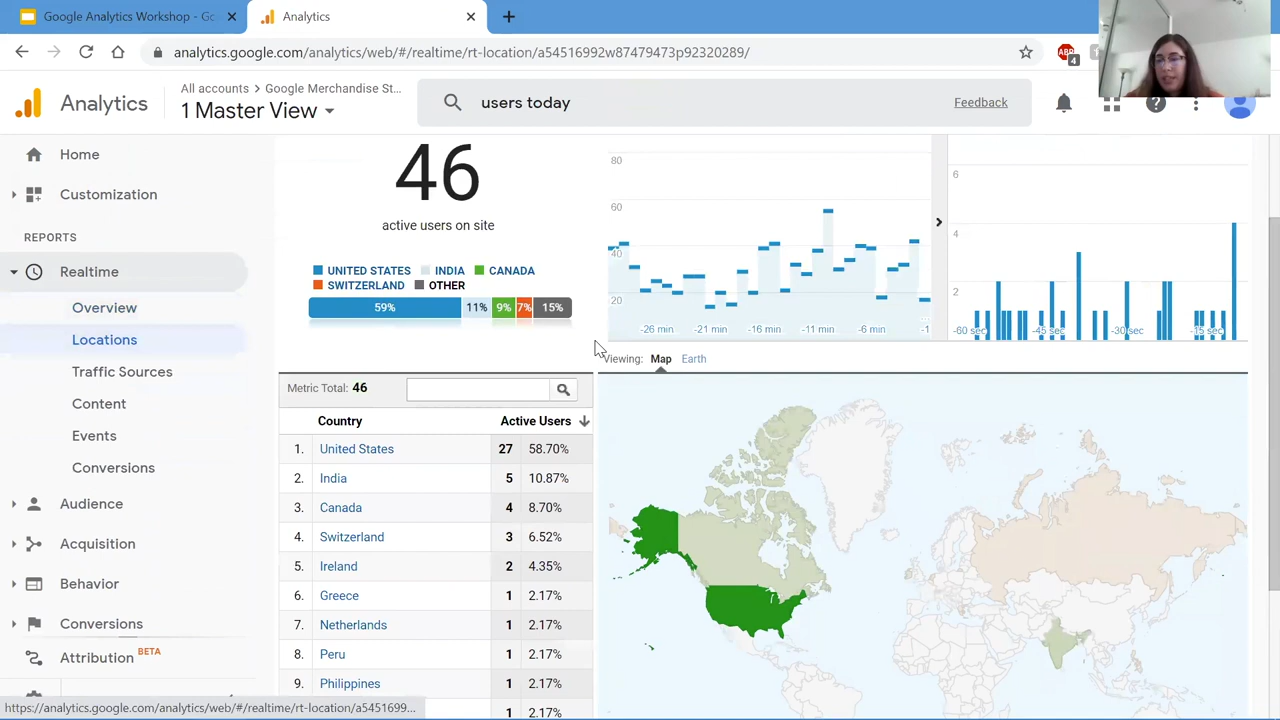 Google Analytics Workshop - Go
Analytics
analytics.google.com/analytics/web/#/realtime/rt-location/a54516992w87479473p92320289/
ABP
4
Analytics
All accounts > Google Merchandise St...
1 Master View
users today
Feedback
Home
Customization
REPORTS
Realtime
Overview
Locations
Traffic Sources
Content
Events
Conversions
Audience
Acquisition
Behavior
Conversions
Attribution BETA
https://analytics.google.com/analytics/web/#/realtime/rt-location/a5451699...
46
active users on site
UNITED STATES INDIA CANADA
SWITZERLAND OTHER
59% 11% 9% 7% 15%
80
60
40
20
-26 min -21 min -16 min -11 min -6 min -1
6
4
2
-60 sec -45 sec -30 sec -15 sec
Viewing: Map Earth
Metric Total: 46
Country Active Users
1. United States 27 58.70%
2. India 5 10.87%
3. Canada 4 8.70%
4. Switzerland 3 6.52%
5. Ireland 2 4.35%
6. Greece 1 2.17%
7. Netherlands 1 2.17%
8. Peru 1 2.17%
9. Philippines 1 2.17%
1 2.17%